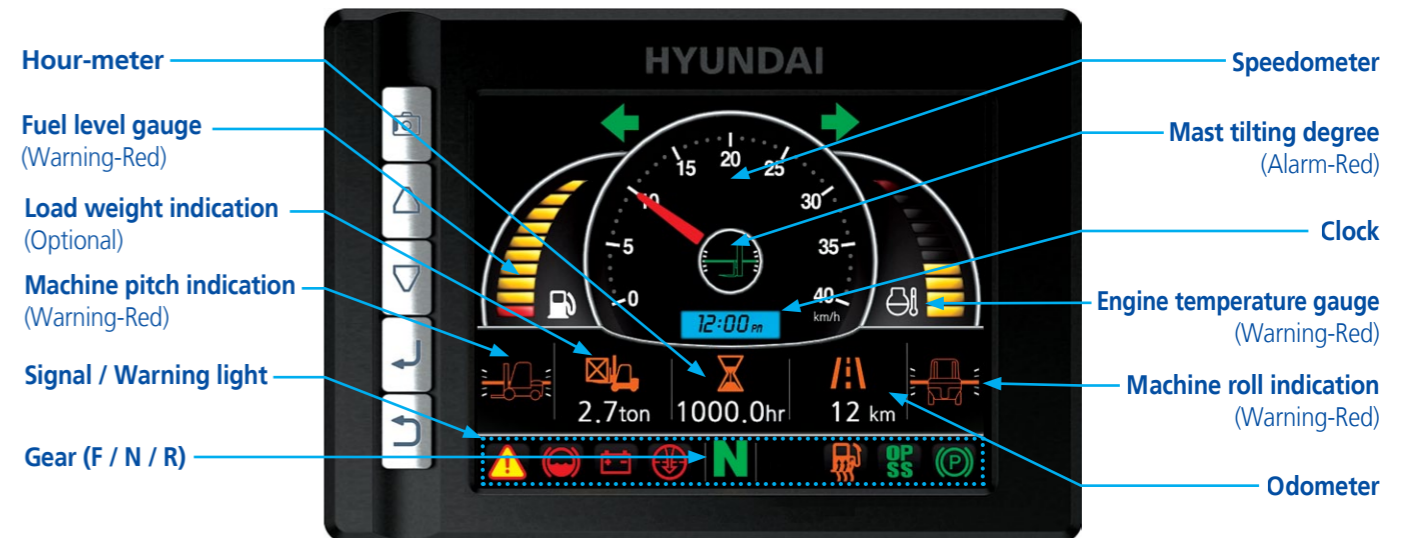 Hour-meter
Fuel level gauge
(Warning-Red)
Load weight indication
(Optional)
Machine pitch indication
(Warning-Red)
Signal / Warning light
Gear (F / N / R)
HYUNDAI
0
5
10
15
20
25
30
35
40
km/h
12:00 PM
2.7ton
1000.0hr
12 km
N
OP
SS
P
Speedometer
Mast tilting degree
(Alarm-Red)
Clock
Engine temperature gauge
(Warning-Red)
Machine roll indication
(Warning-Red)
Odometer